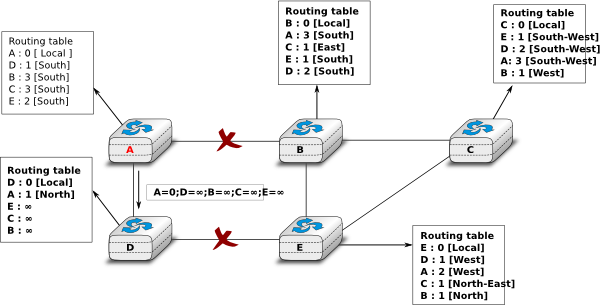 Routing table
A : 0 [ Local ]
D : 1 [South]
B : 3 [South]
C : 3 [South]
E : 2 [South]
Routing table
B : 0 [Local]
A : 3 [South]
C : 1 [East]
E : 1 [South]
D : 2 [South]
Routing table
C : 0 [Local]
E : 1 [South-West]
D : 2 [South-West]
A: 3 [South-West]
B : 1 [West]
A
B
C
Routing table
D : 0 [Local]
A : 1 [North]
E : ∞
C : ∞
B : ∞
A=0;D=∞;B=∞;C=∞;E=∞
D
E
Routing table
E : 0 [Local]
D : 1 [West]
A : 2 [West]
C : 1 [North-East]
B : 1 [North]